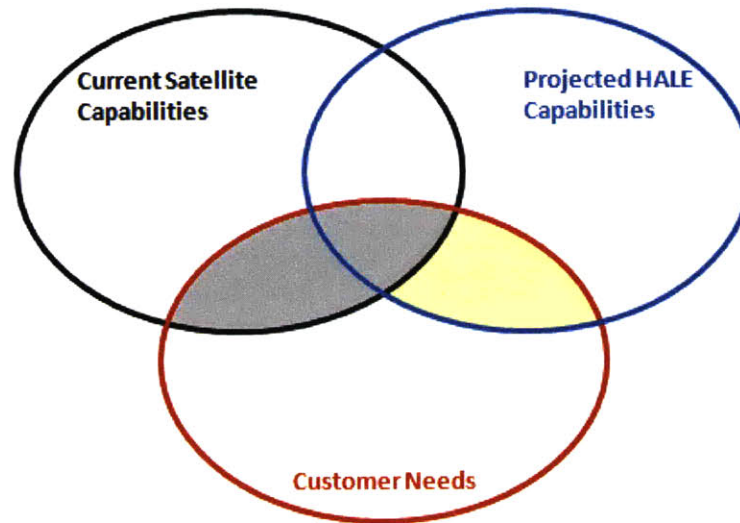 Current Satellite
Capabilities
Projected HALE
Capabilities
Customer Needs